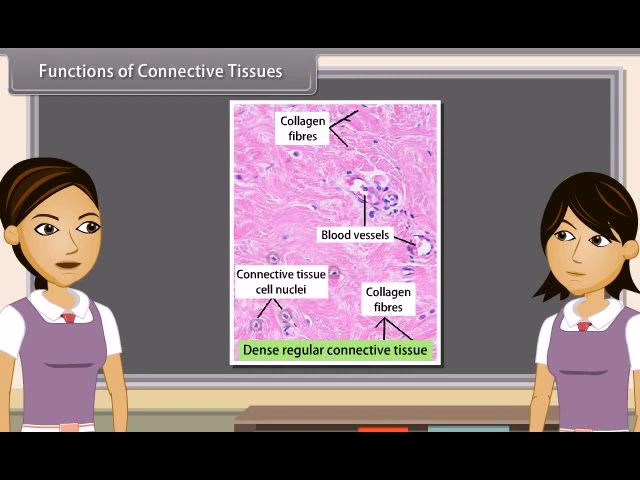 Functions of Connective Tissues
Collagen
fibres
Blood vessels
Connective tissue
cell nuclei
Collagen
fibres
Dense regular connective tissue